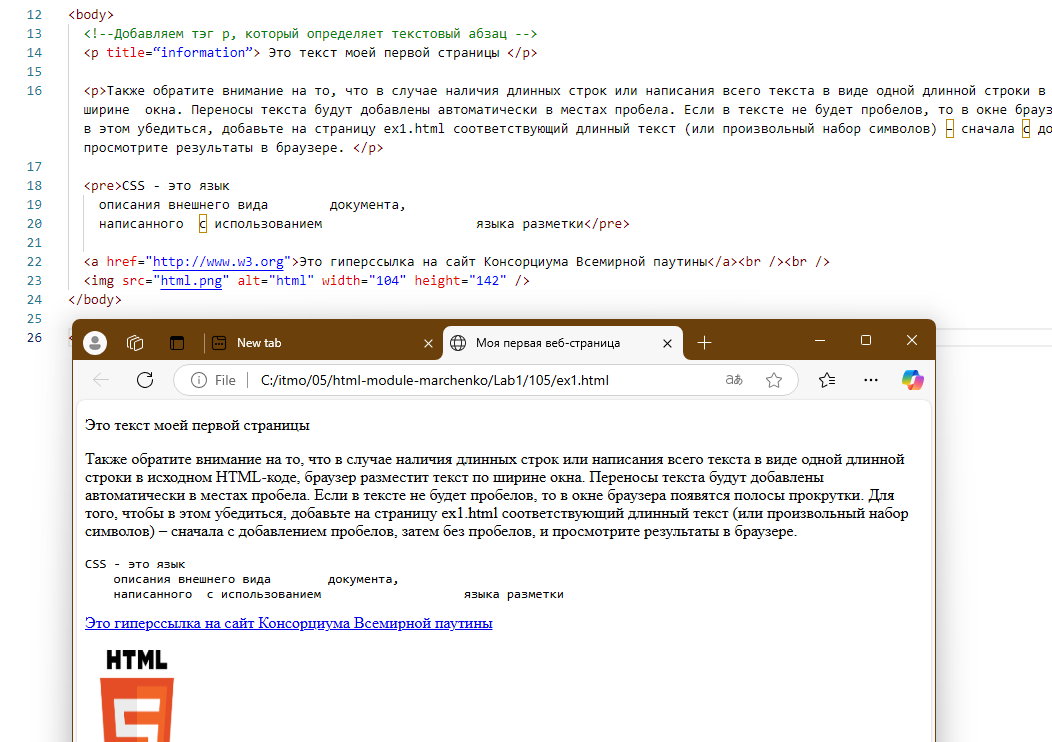 12 <body>
13 <!--Добавляем тэг p, который определяет текстовый абзац -->
14 <p title=“information”> Это текст моей первой страницы </p>
15
16 <p>Также обратите внимание на то, что в случае наличия длинных строк или написания всего текста в виде одной длинной строки в
ширине  окна. Переносы текста будут добавлены автоматически в местах пробела. Если в тексте не будет пробелов, то в окне брауз
в этом убедиться, добавьте на страницу ex1.html соответствующий длинный текст (или произвольный набор символов) – сначала с до
просмотрите результаты в браузере. </p>
17
18 <pre>CSS - это язык
19 описания внешнего вида        документа,
20 написанного  с использованием                    языка разметки</pre>
21
22 <a href="http://www.w3.org">Это гиперссылка на сайт Консорциума Всемирной паутины</a><br /><br />
23 <img src="html.png" alt="html" width="104" height="142" />
24 </body>
25
26 <
New tab
Моя первая веб-страница
File
C:/itmo/05/html-module-marchenko/Lab1/105/ex1.html
аあ
Это текст моей первой страницы
Также обратите внимание на то, что в случае наличия длинных строк или написания всего текста в виде одной длинной
строки в исходном HTML-коде, браузер разместит текст по ширине окна. Переносы текста будут добавлены
автоматически в местах пробела. Если в тексте не будет пробелов, то в окне браузера появятся полосы прокрутки. Для
того, чтобы в этом убедиться, добавьте на страницу ex1.html соответствующий длинный текст (или произвольный набор
символов) – сначала с добавлением пробелов, затем без пробелов, и просмотрите результаты в браузере.
CSS - это язык
описания внешнего вида        документа,
написанного  с использованием                    языка разметки
Это гиперссылка на сайт Консорциума Всемирной паутины
HTML
5